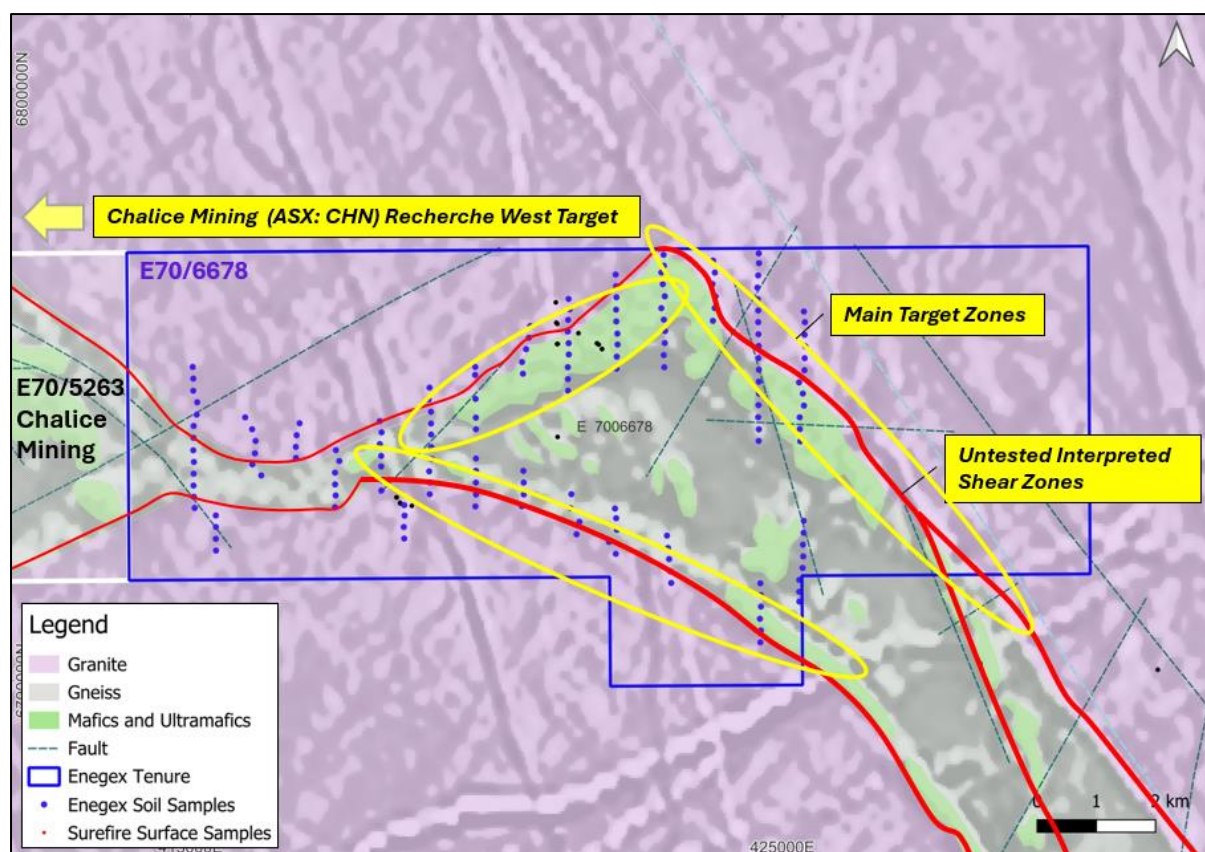 6800000N
Chalice Mining (ASX: CHN) Recherche West Target
E70/6678
Main Target Zones
E70/5263
Chalice
Mining
E 7006678
Untested Interpreted
Shear Zones
Legend
Granite
Gneiss
Mafics and Ultramafics
Fault
Enegex Tenure
Enegex Soil Samples
Surefire Surface Samples
0 1 2 km
425000E